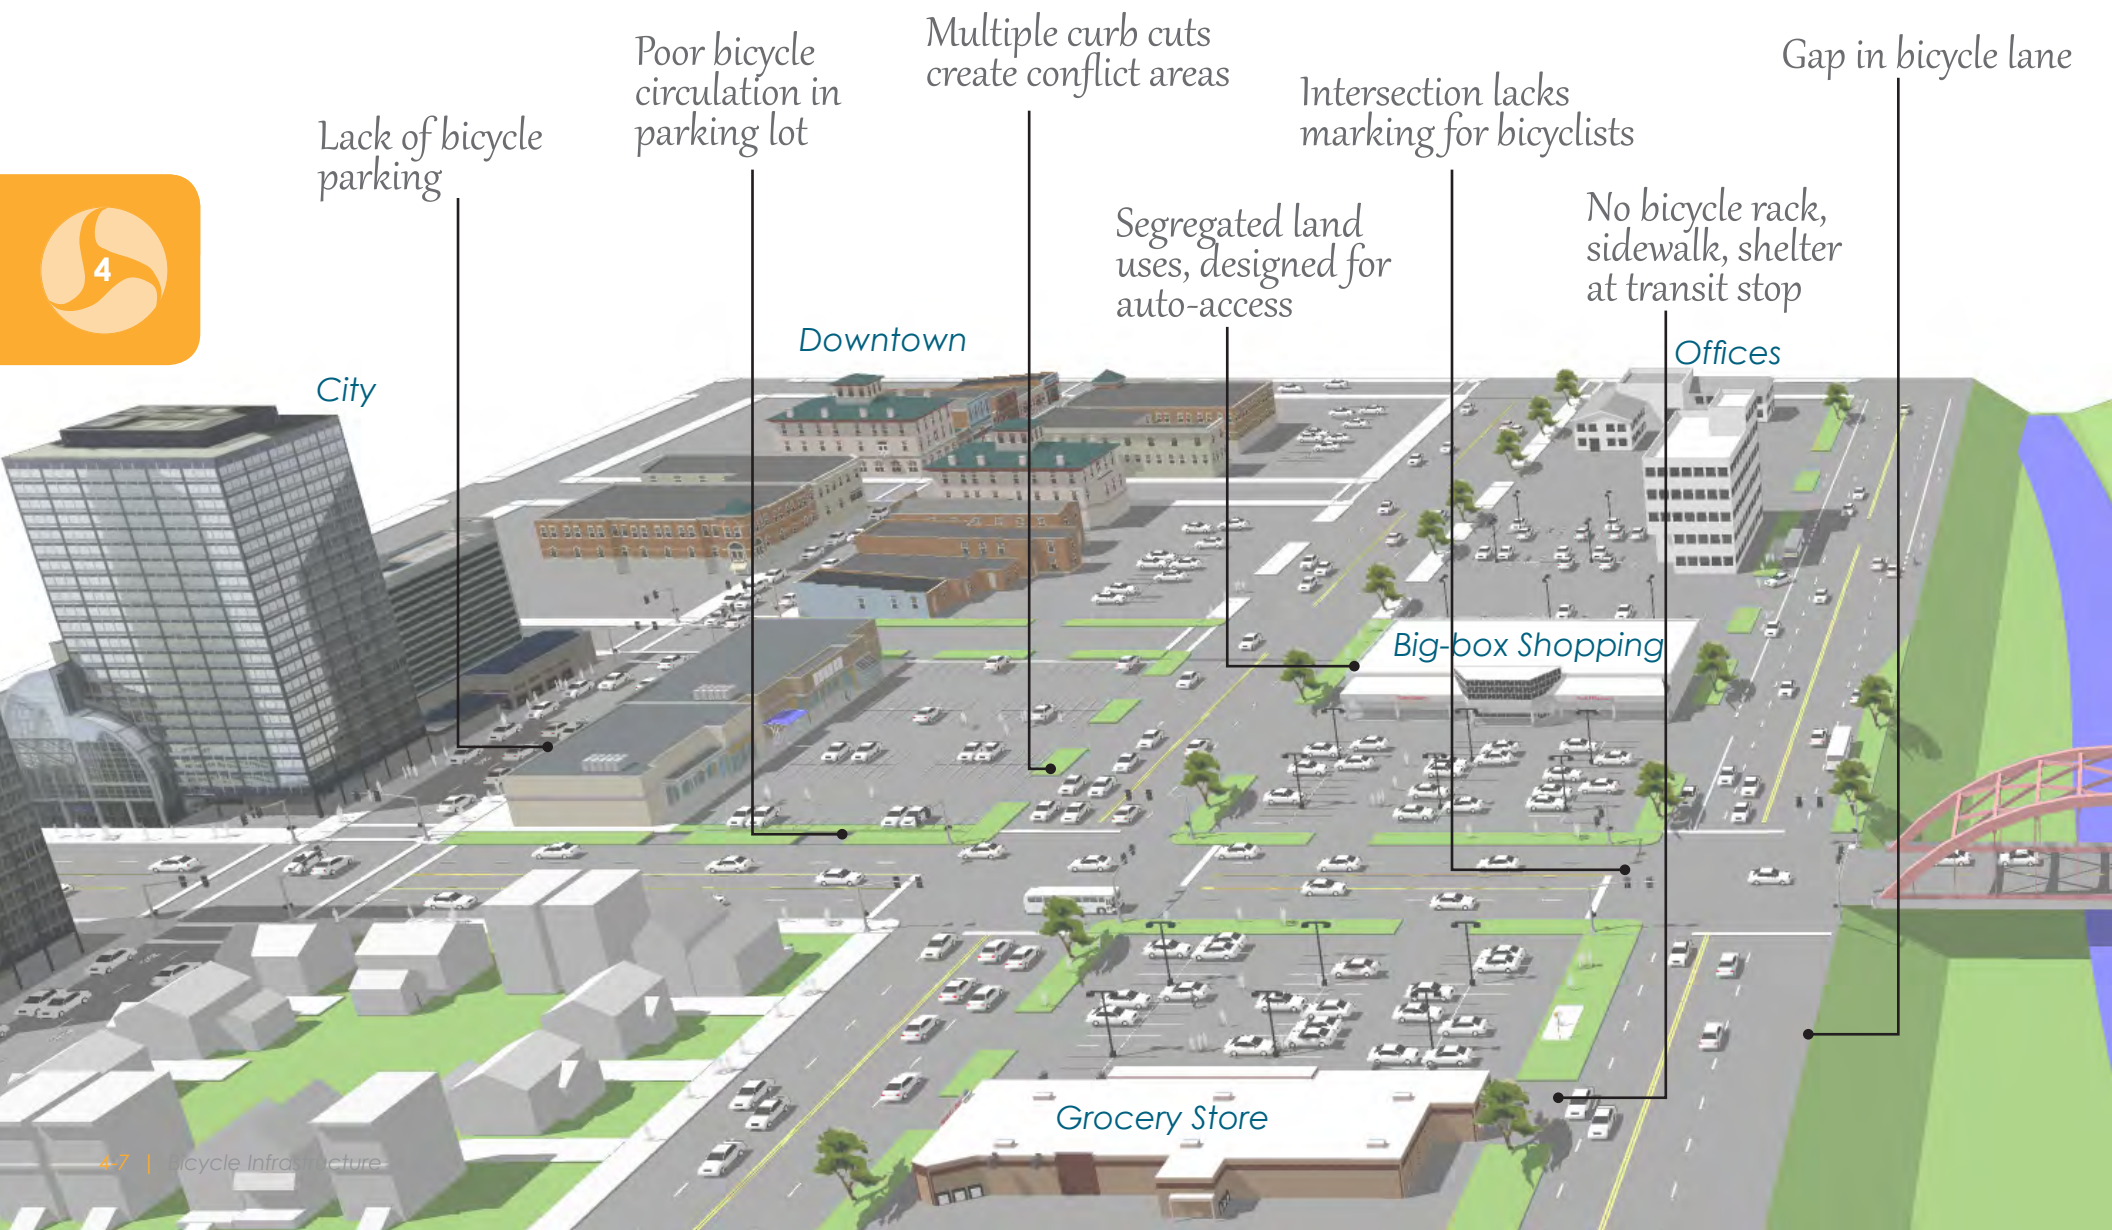 Multiple curb cuts
create conflict areas
Poor bicycle
circulation in
parking lot
Gap in bicycle lane
Intersection lacks
marking for bicyclists
Lack of bicycle
parking
Segregated land
uses, designed for
auto-access
No bicycle rack,
sidewalk, shelter
at transit stop
4
Downtown
Offices
City
Big-box Shopping
Grocery Store
4-7 | Bicycle Infrastructure